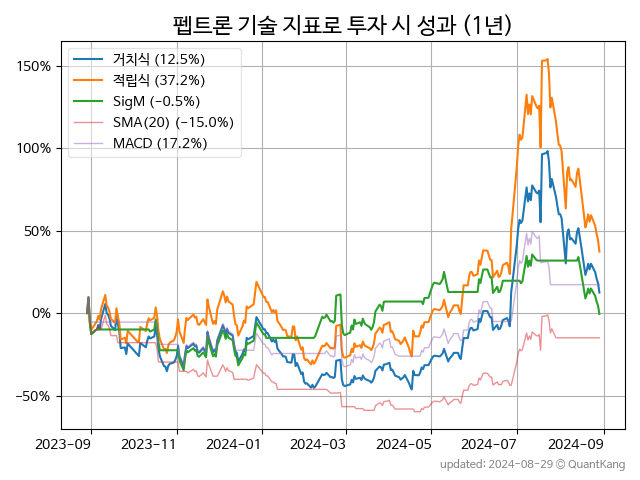 펩트론 기술 지표로 투자 시 성과 (1년)
거치식 (12.5%)
적립식 (37.2%)
SigM (−0.5%)
SMA(20) (−15.0%)
MACD (17.2%)
150%
100%
50%
0%
−50%
2023-09 2023-11 2024-01 2024-03 2024-05 2024-07 2024-09
updated: 2024-08-29 © QuantKang